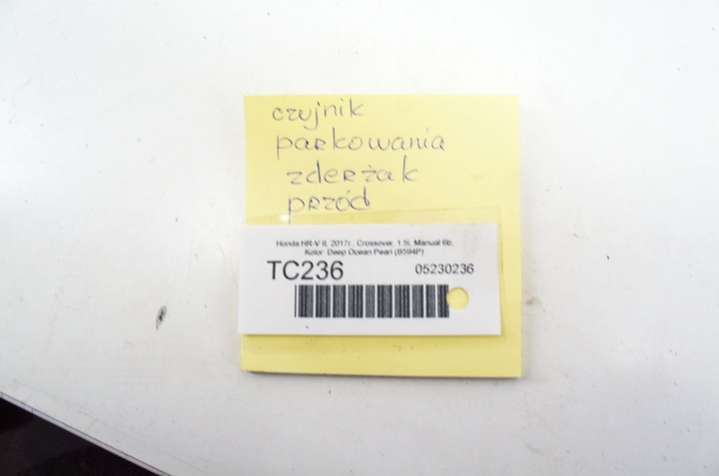 czujnik
parkowania
zderżak
przód
Honda HR-V II, 2017r., Crossover, 1.5i, Manual 6b,
Kolor: Deep Ocean Pearl (B594P)
TC236 05230236